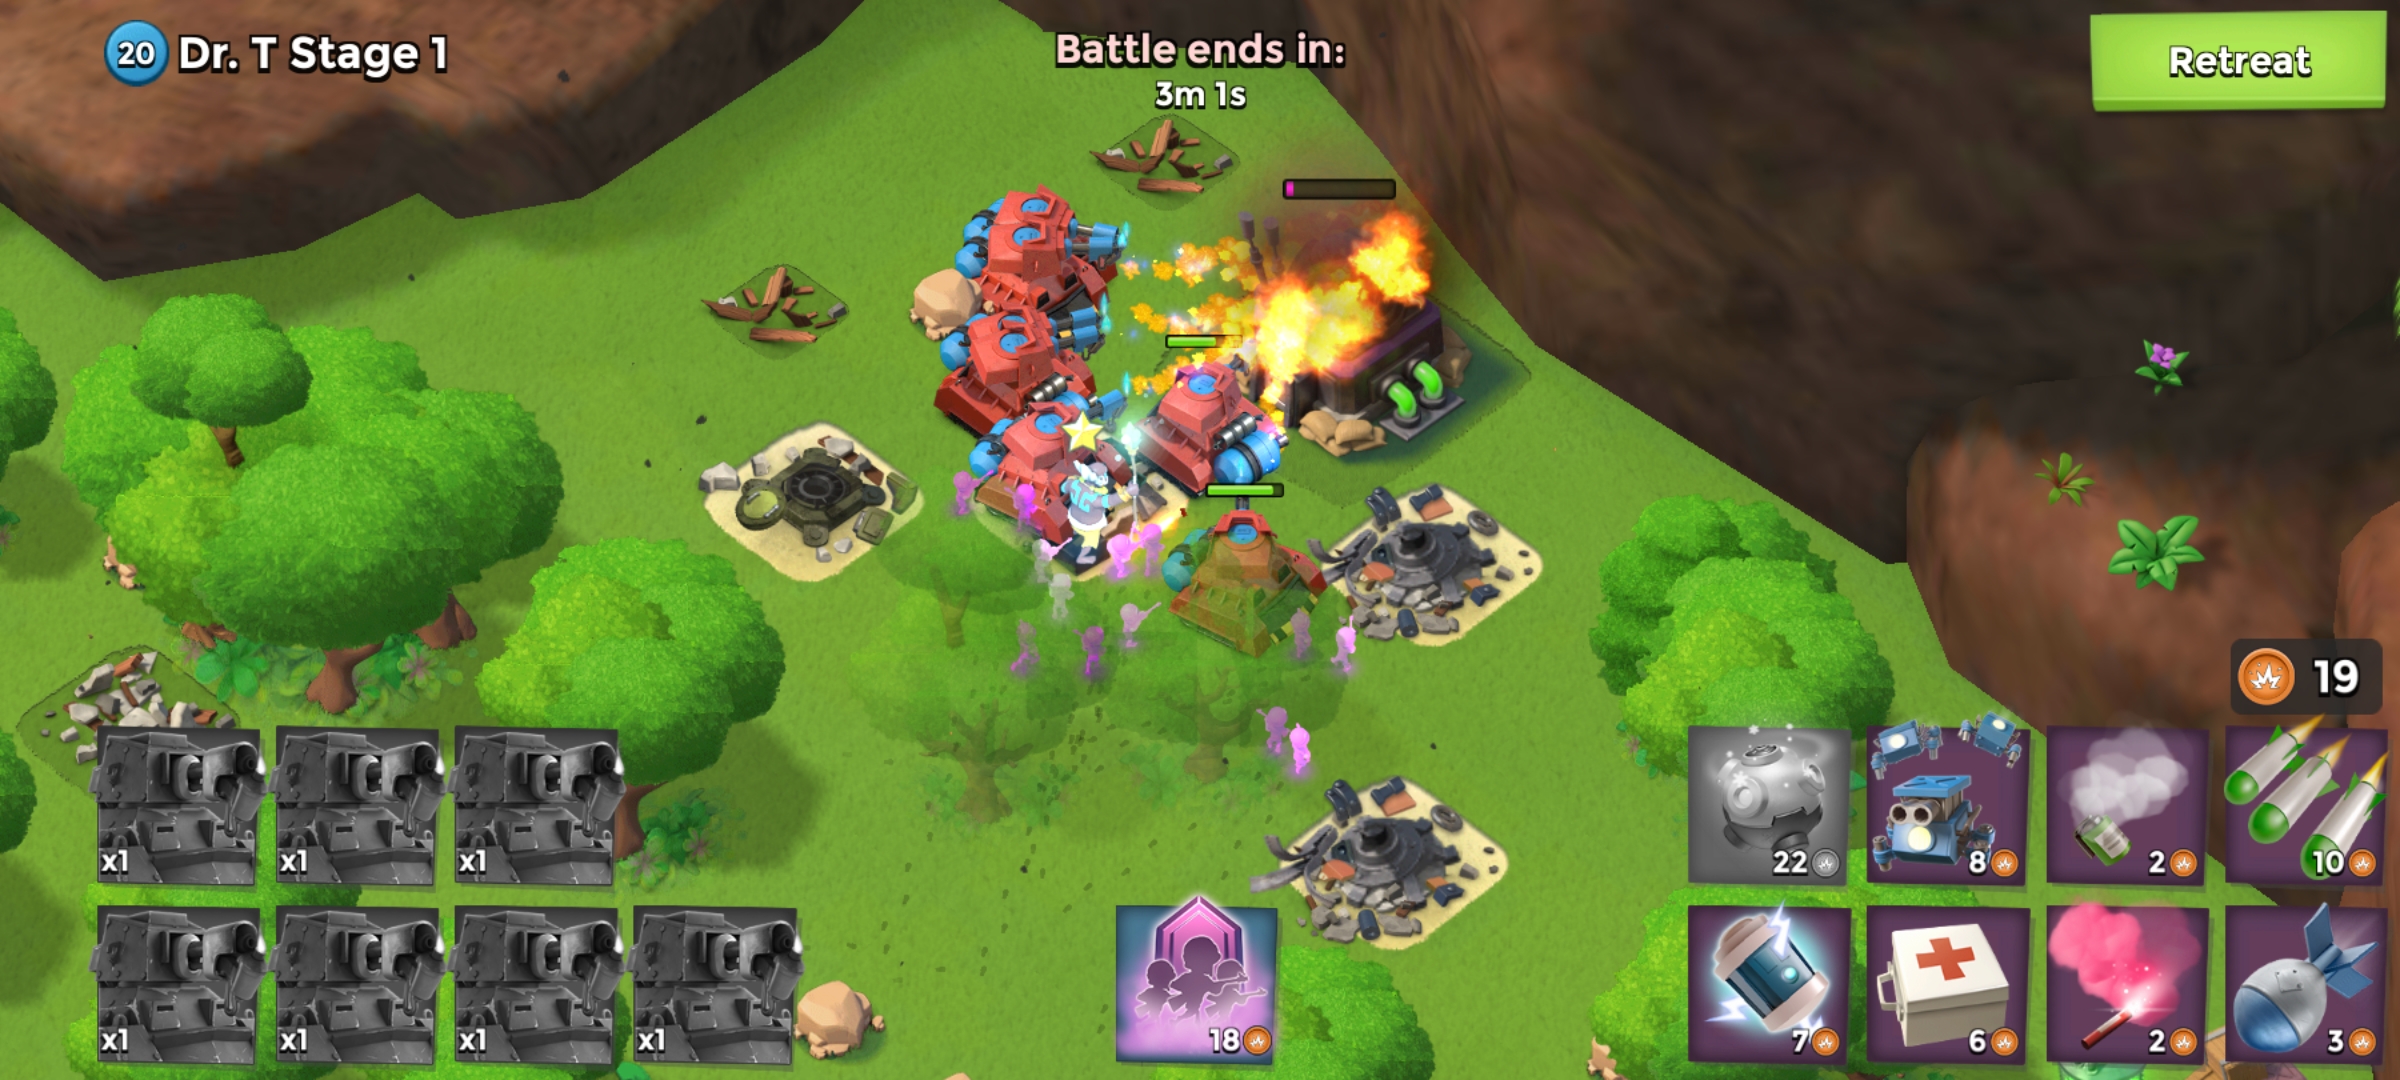 20 Dr. T Stage 1
Battle ends in:
3m 1s
Retreat
19
x1 x1 x1
22 8 2 10
x1 x1 x1 x1
18
7 6 2 3